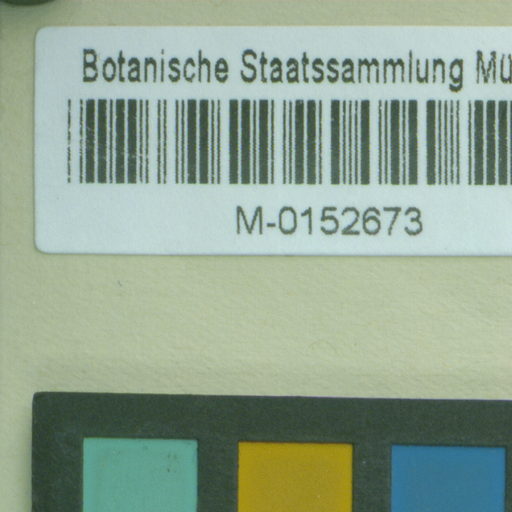 Botanische Staatssammlung Mü
M-0152673